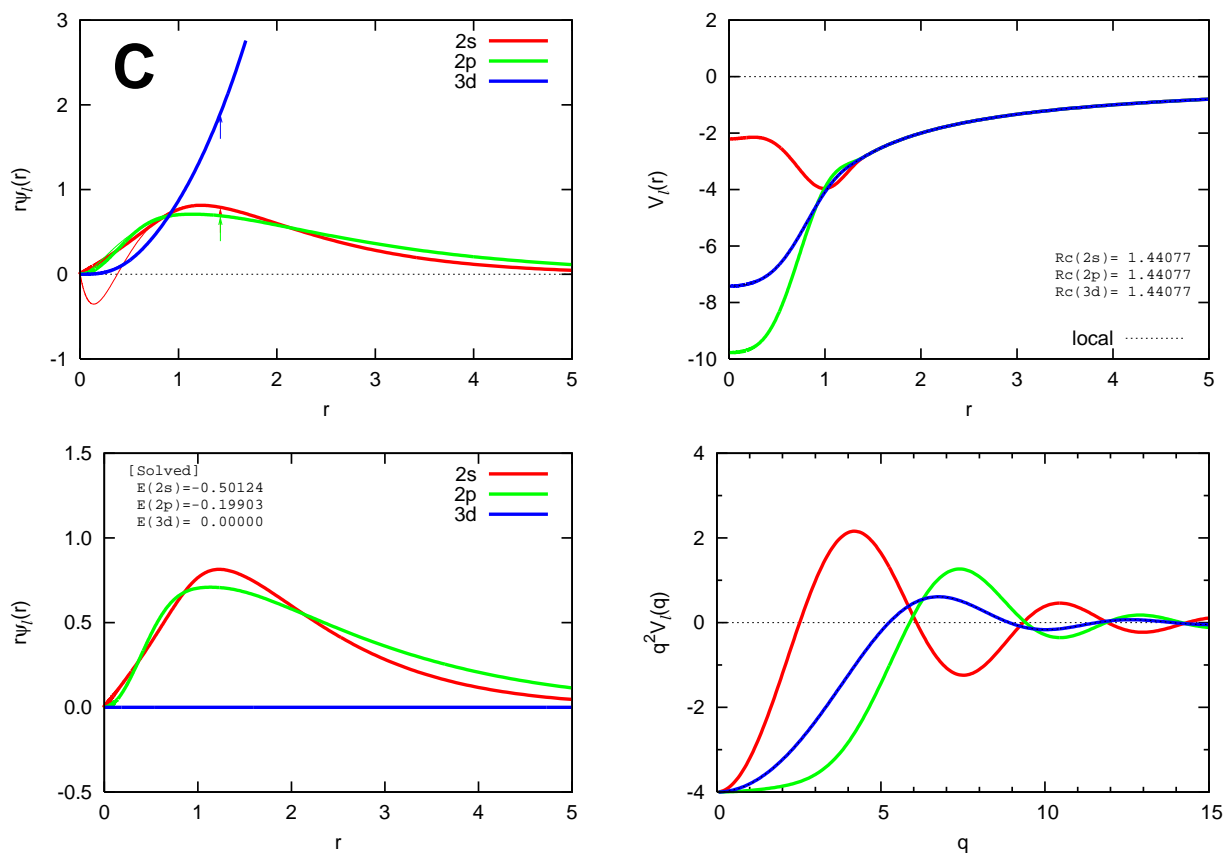 3
2
1
0
-1
0
1
2
3
4
5
r
rψl(r)
C
2s
2p
3d
2
0
-2
-4
-6
-8
-10
0
1
2
3
4
5
r
Vl(r)
Rc(2s)= 1.44077
Rc(2p)= 1.44077
Rc(3d)= 1.44077
local
1.5
1.0
0.5
0.0
-0.5
0
1
2
3
4
5
r
rψl(r)
[Solved]
E(2s)=-0.50124
E(2p)=-0.19903
E(3d)= 0.00000
2s
2p
3d
4
2
0
-2
-4
0
5
10
15
q
q²Vl(q)